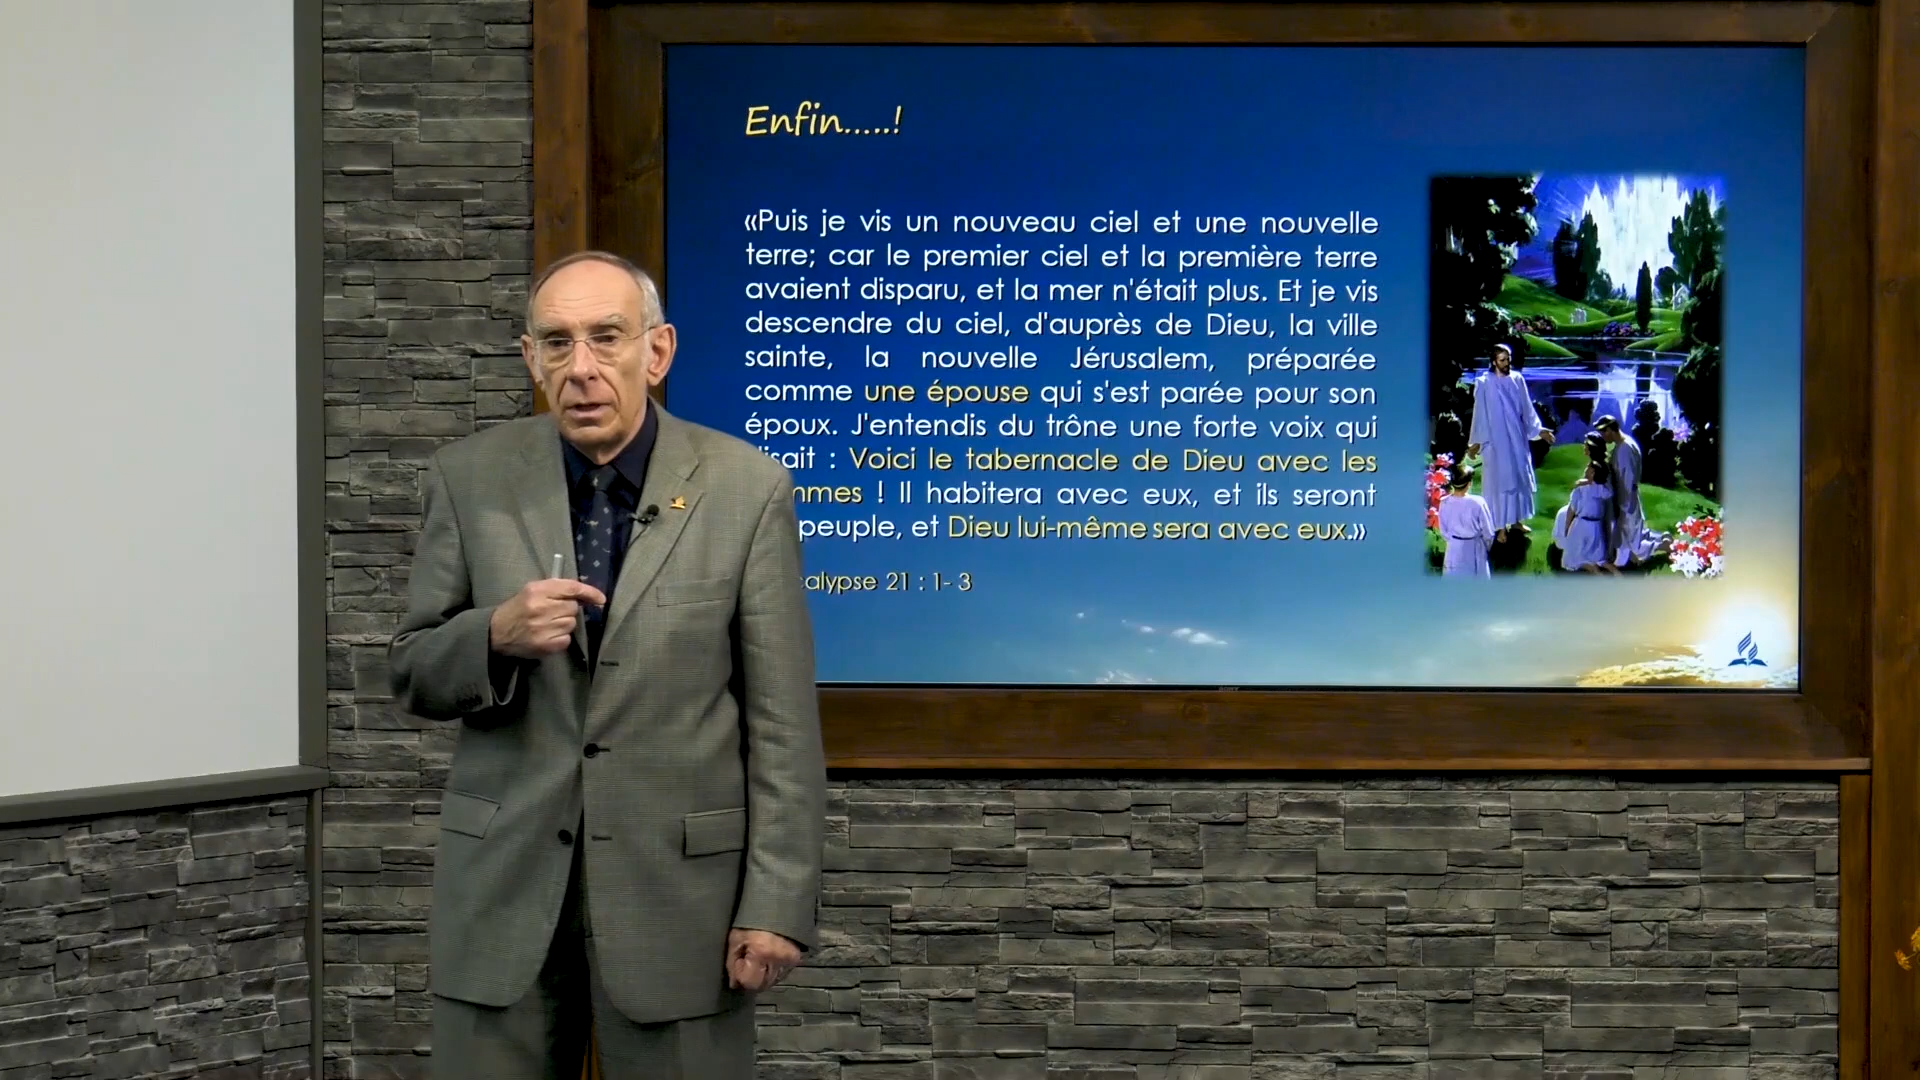 Enfin.....!
«Puis je vis un nouveau ciel et une nouvelle
terre; car le premier ciel et la première terre
avaient disparu, et la mer n'était plus. Et je vis
descendre du ciel, d'auprès de Dieu, la ville
sainte, la nouvelle Jérusalem, préparée
comme une épouse qui s'est parée pour son
époux. J'entendis du trône une forte voix qui
: Voici le tabernacle de Dieu avec les
! Il habitera avec eux, et ils seront
peuple, et Dieu lui-même sera avec eux.»
21 : 1- 3
SONY